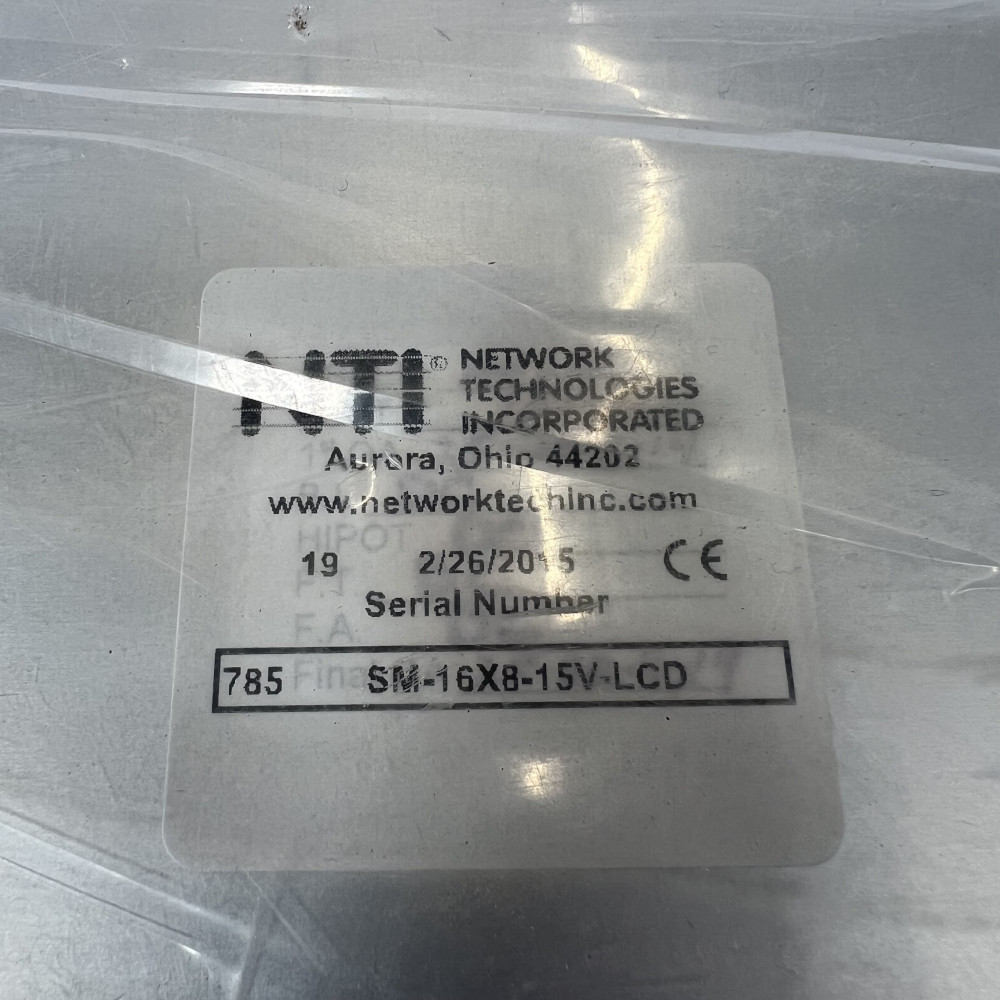 NTI® NETWORK
TECHNOLOGIES
INCORPORATED
Aurora, Ohio 44202
www.networktechinc.com
HIPOT
19 2/26/2015 CE
Serial Number
F.A
785 SM-16X8-15V-LCD